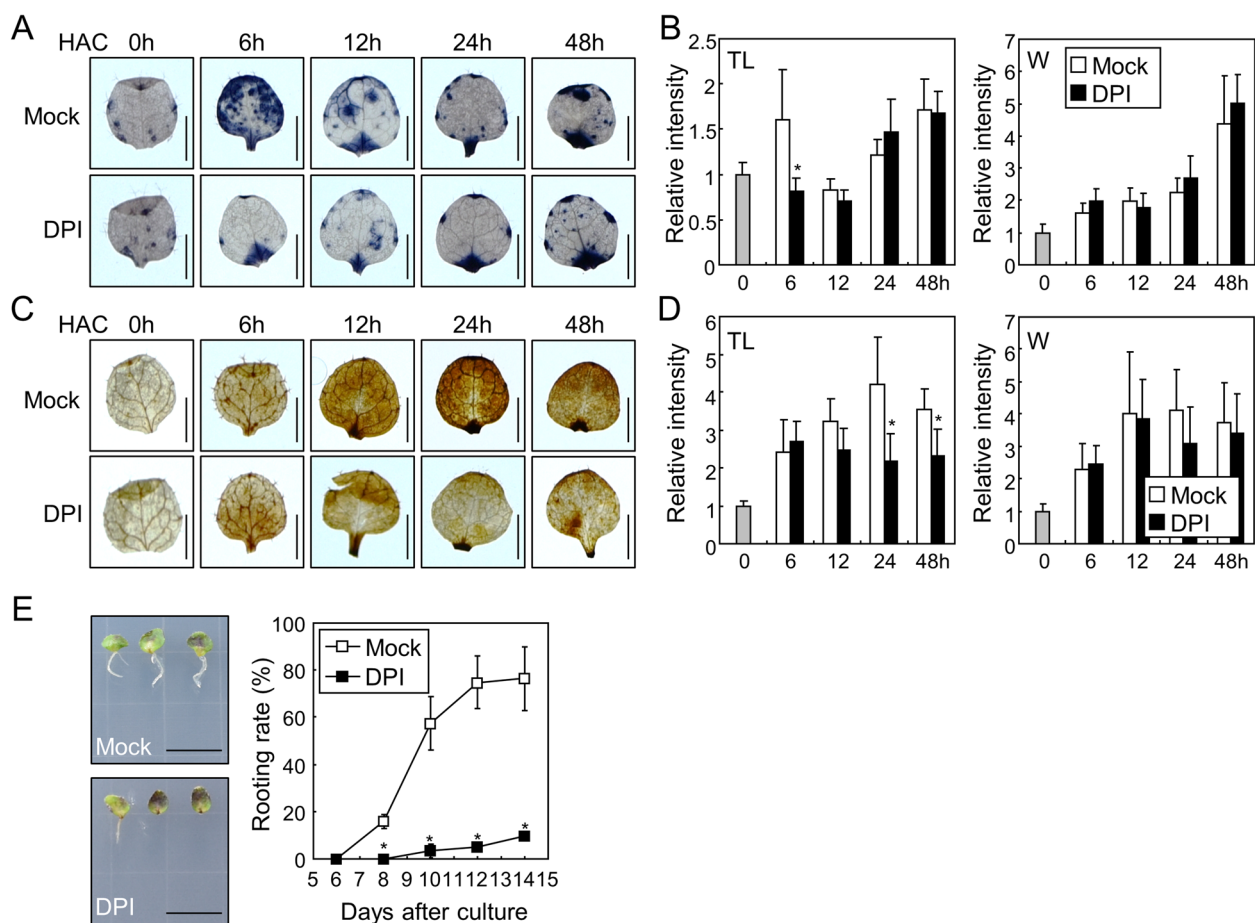 A
HAC 0h 6h 12h 24h 48h
Mock
DPI
B
2.5
2
1.5
1
0.5
0
Relative intensity
TL
*
0 6 12 24 48h
7
6
5
4
3
2
1
0
Relative intensity
W
Mock
DPI
0 6 12 24 48h
C
HAC 0h 6h 12h 24h 48h
Mock
DPI
D
6
5
4
3
2
1
0
Relative intensity
TL
* *
0 6 12 24 48h
7
6
5
4
3
2
1
0
Relative intensity
W
Mock
DPI
0 6 12 24 48h
E
Mock
DPI
100
80
60
40
20
0
Rooting rate (%)
Mock
DPI
* * * *
5 6 7 8 9 10 11 12 13 14 15
Days after culture